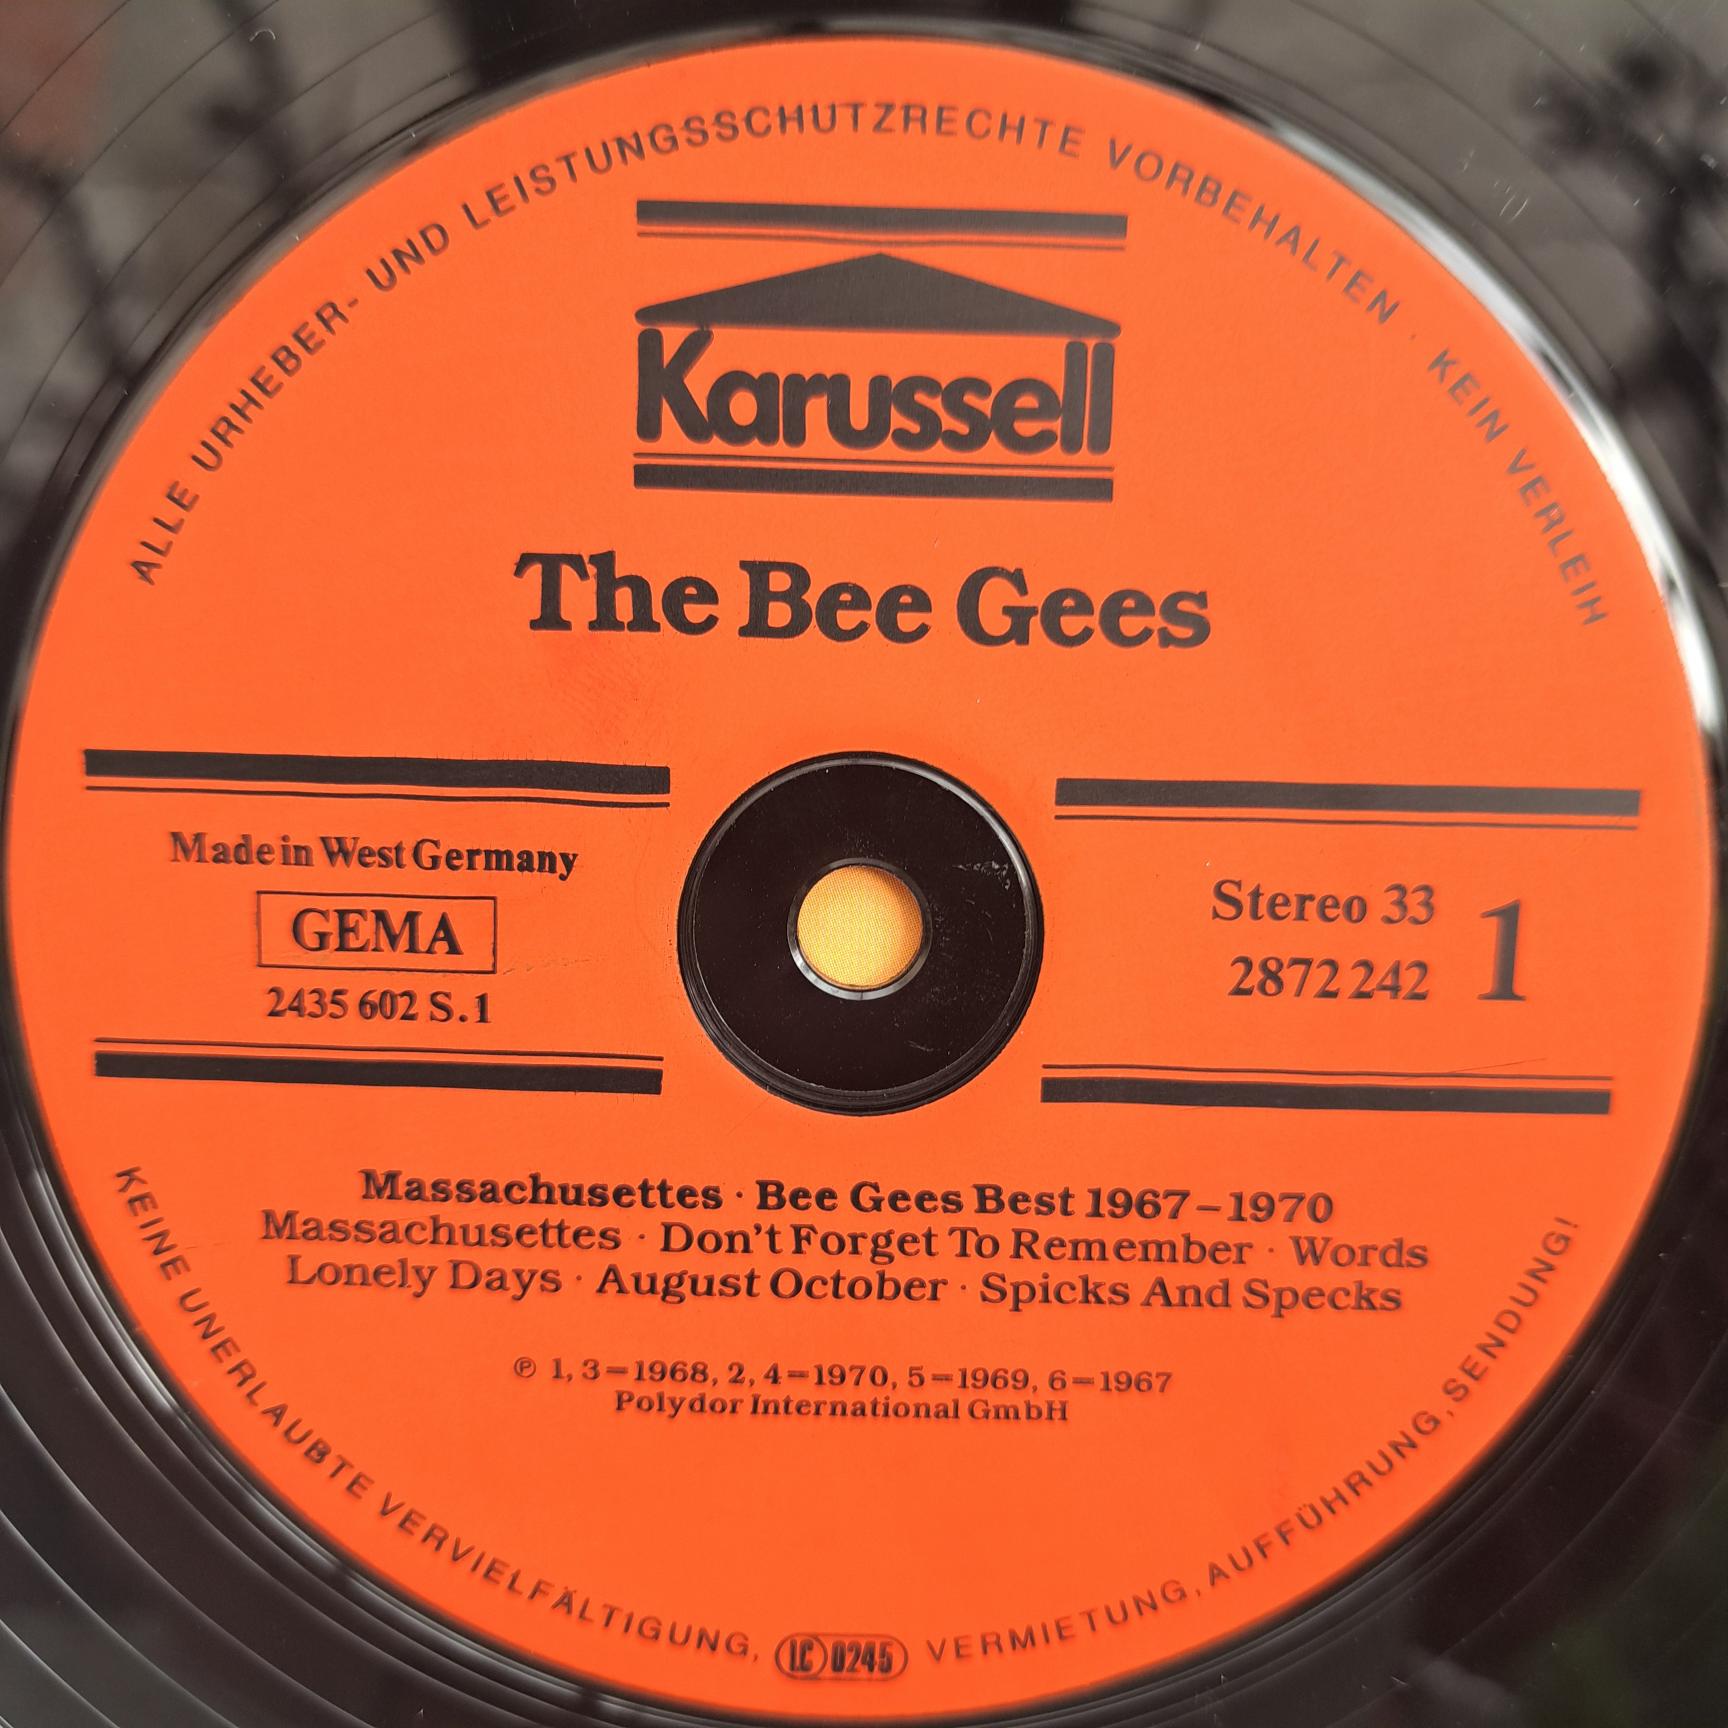 ALLE URHEBER- UND LEISTUNGSSCHUTZRECHTE VORBEHALTEN · KEIN VERLEIH
Karussell
The Bee Gees
Made in West Germany
GEMA
2435 602 S.1
Stereo 33
2872 242
1
Massachusettes · Bee Gees Best 1967–1970
Massachusettes · Don't Forget To Remember · Words
Lonely Days · August October · Spicks And Specks
℗ 1, 3=1968, 2, 4=1970, 5=1969, 6=1967
Polydor International GmbH
KEINE UNERLAUBTE VERVIELFÄLTIGUNG, VERMIETUNG, AUFFÜHRUNG, SENDUNG!
LC 0245